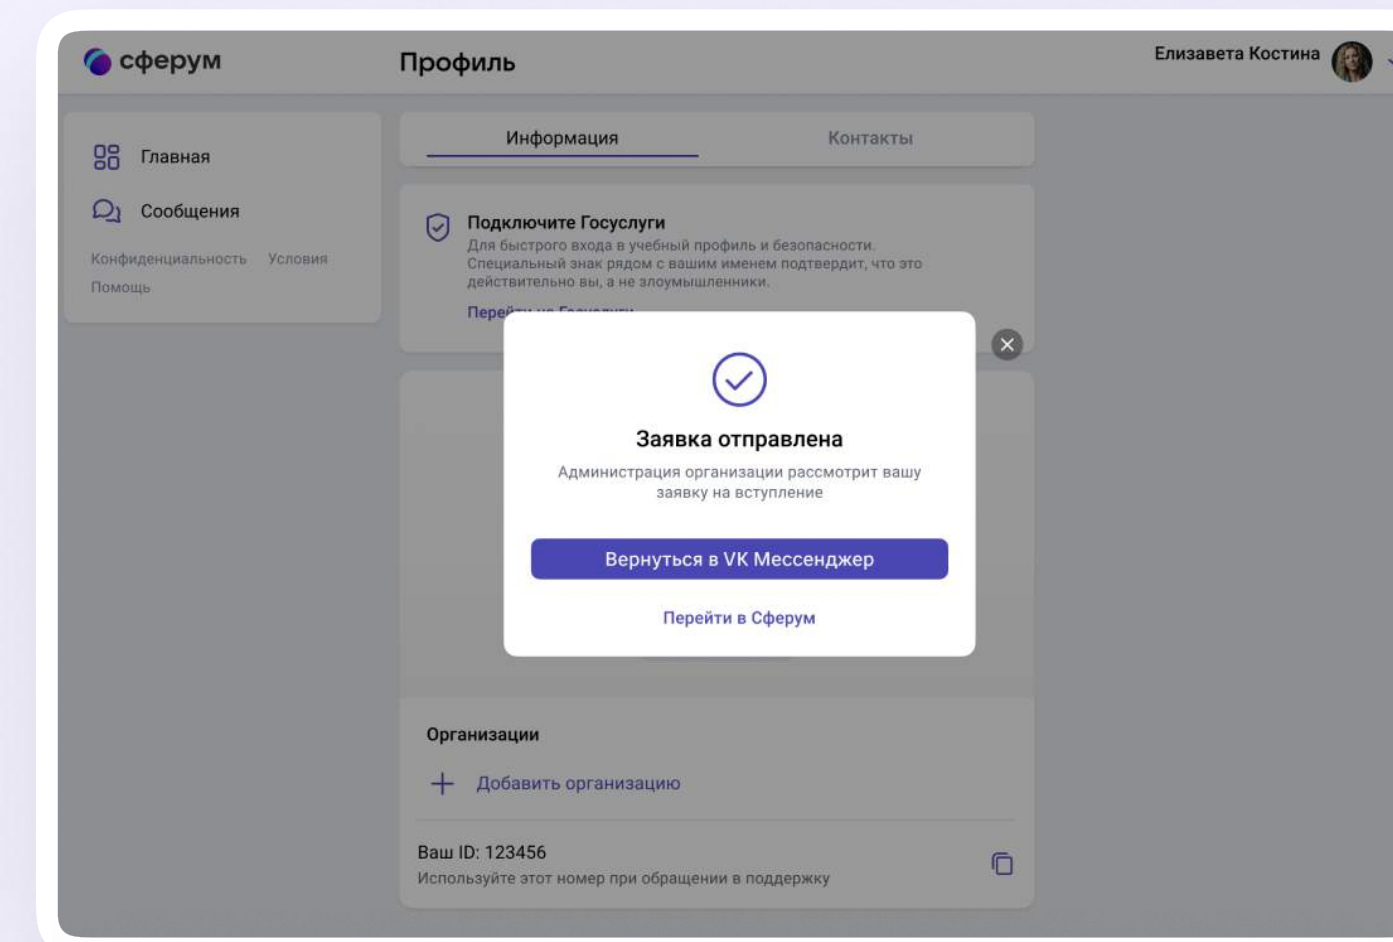 сферум
Профиль
Елизавета Костина
Главная
Сообщения
Конфиденциальность Условия
Помощь
Информация
Контакты
Подключите Госуслуги
Для быстрого входа в учебный профиль и безопасности.
Специальный знак рядом с вашим именем подтвердит, что это
действительно вы, а не злоумышленники.
Перейти на Госуслуги
Заявка отправлена
Администрация организации рассмотрит вашу
заявку на вступление
Вернуться в VK Мессенджер
Перейти в Сферум
Организации
Добавить организацию
Ваш ID: 123456
Используйте этот номер при обращении в поддержку